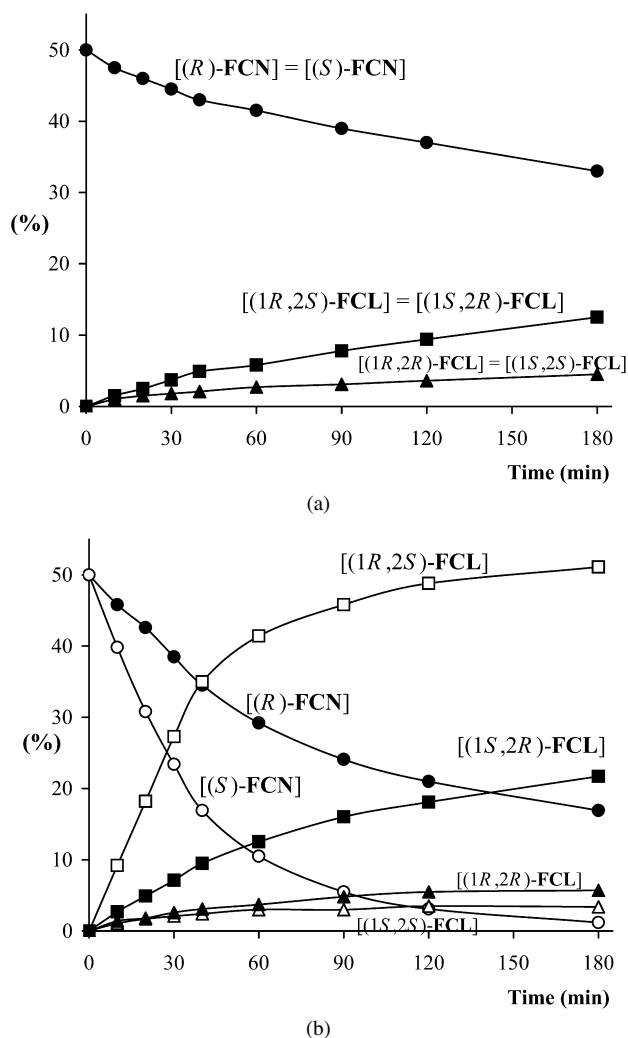 50
[(R)-FCN] = [(S)-FCN]
40
30
(%)
20
[(1R,2S)-FCL] = [(1S,2R)-FCL]
10
[(1R,2R)-FCL] = [(1S,2S)-FCL]
0
0 30 60 90 120 150 180
Time (min)
(a)
[(1R,2S)-FCL]
50
40
[(R)-FCN]
30
(%)
[(1S,2R)-FCL]
[(S)-FCN]
20
10
[(1R,2R)-FCL]
[(1S,2S)-FCL]
0
0 30 60 90 120 150 180
Time (min)
(b)